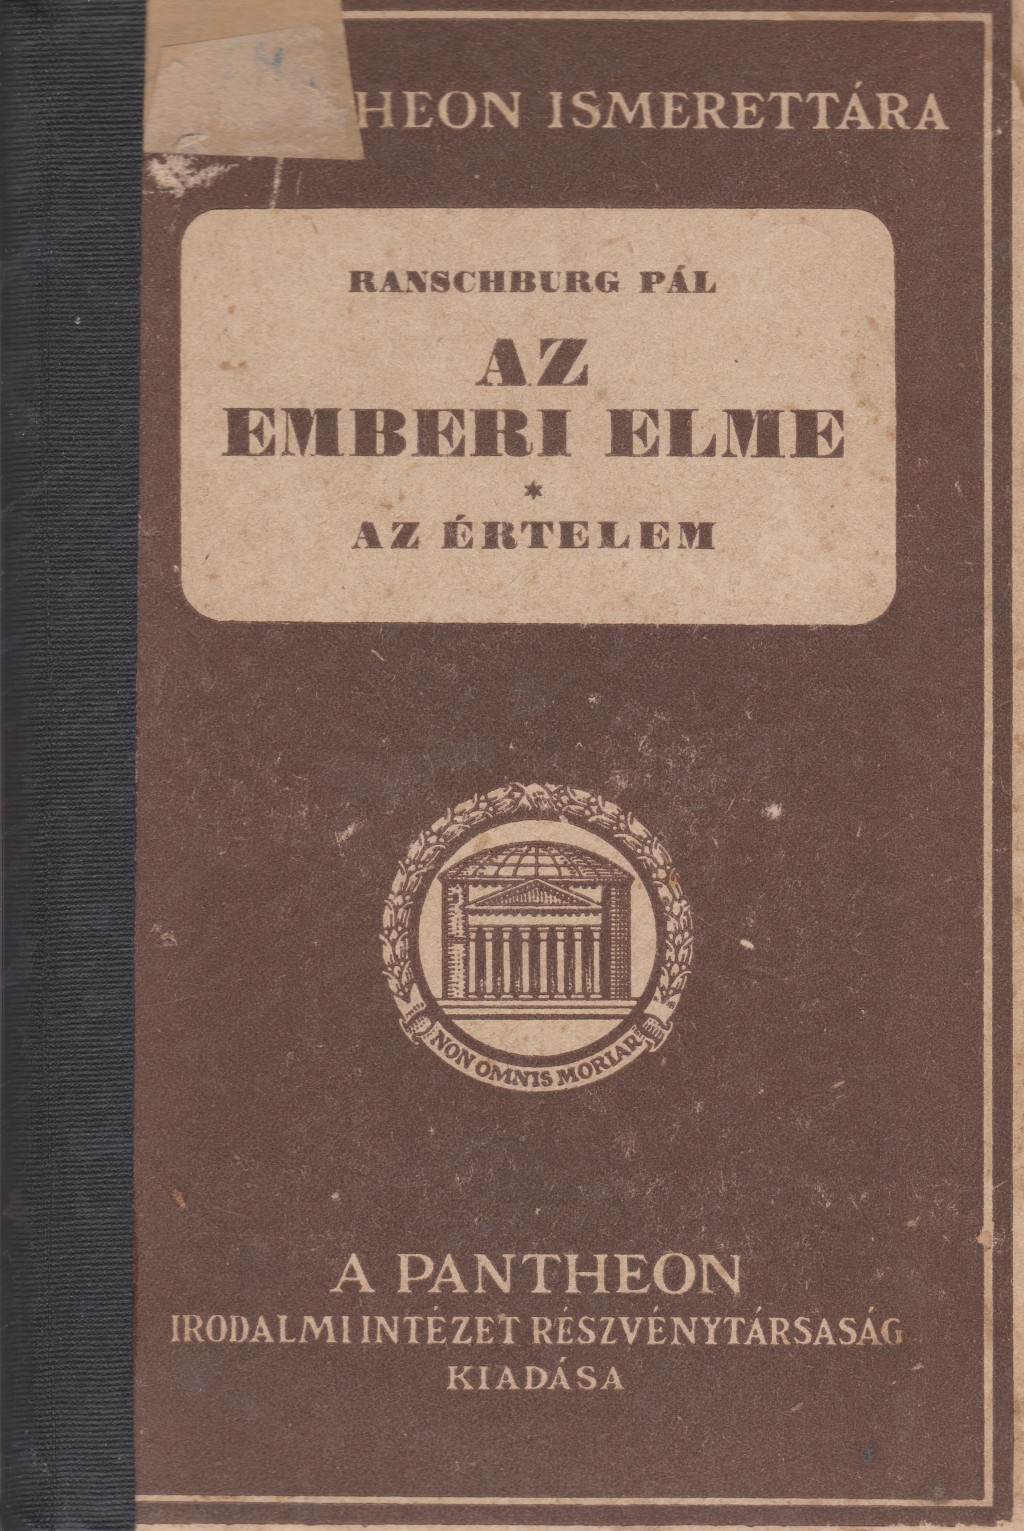 HEON ISMERETTÁRA
RANSCHBURG PÁL
AZ
EMBERI ELME
*
AZ ÉRTELEM
NON OMNIS MORIAR
A PANTHEON
IRODALMI INTÉZET RÉSZVÉNYTÁRSASÁG
KIADÁSA